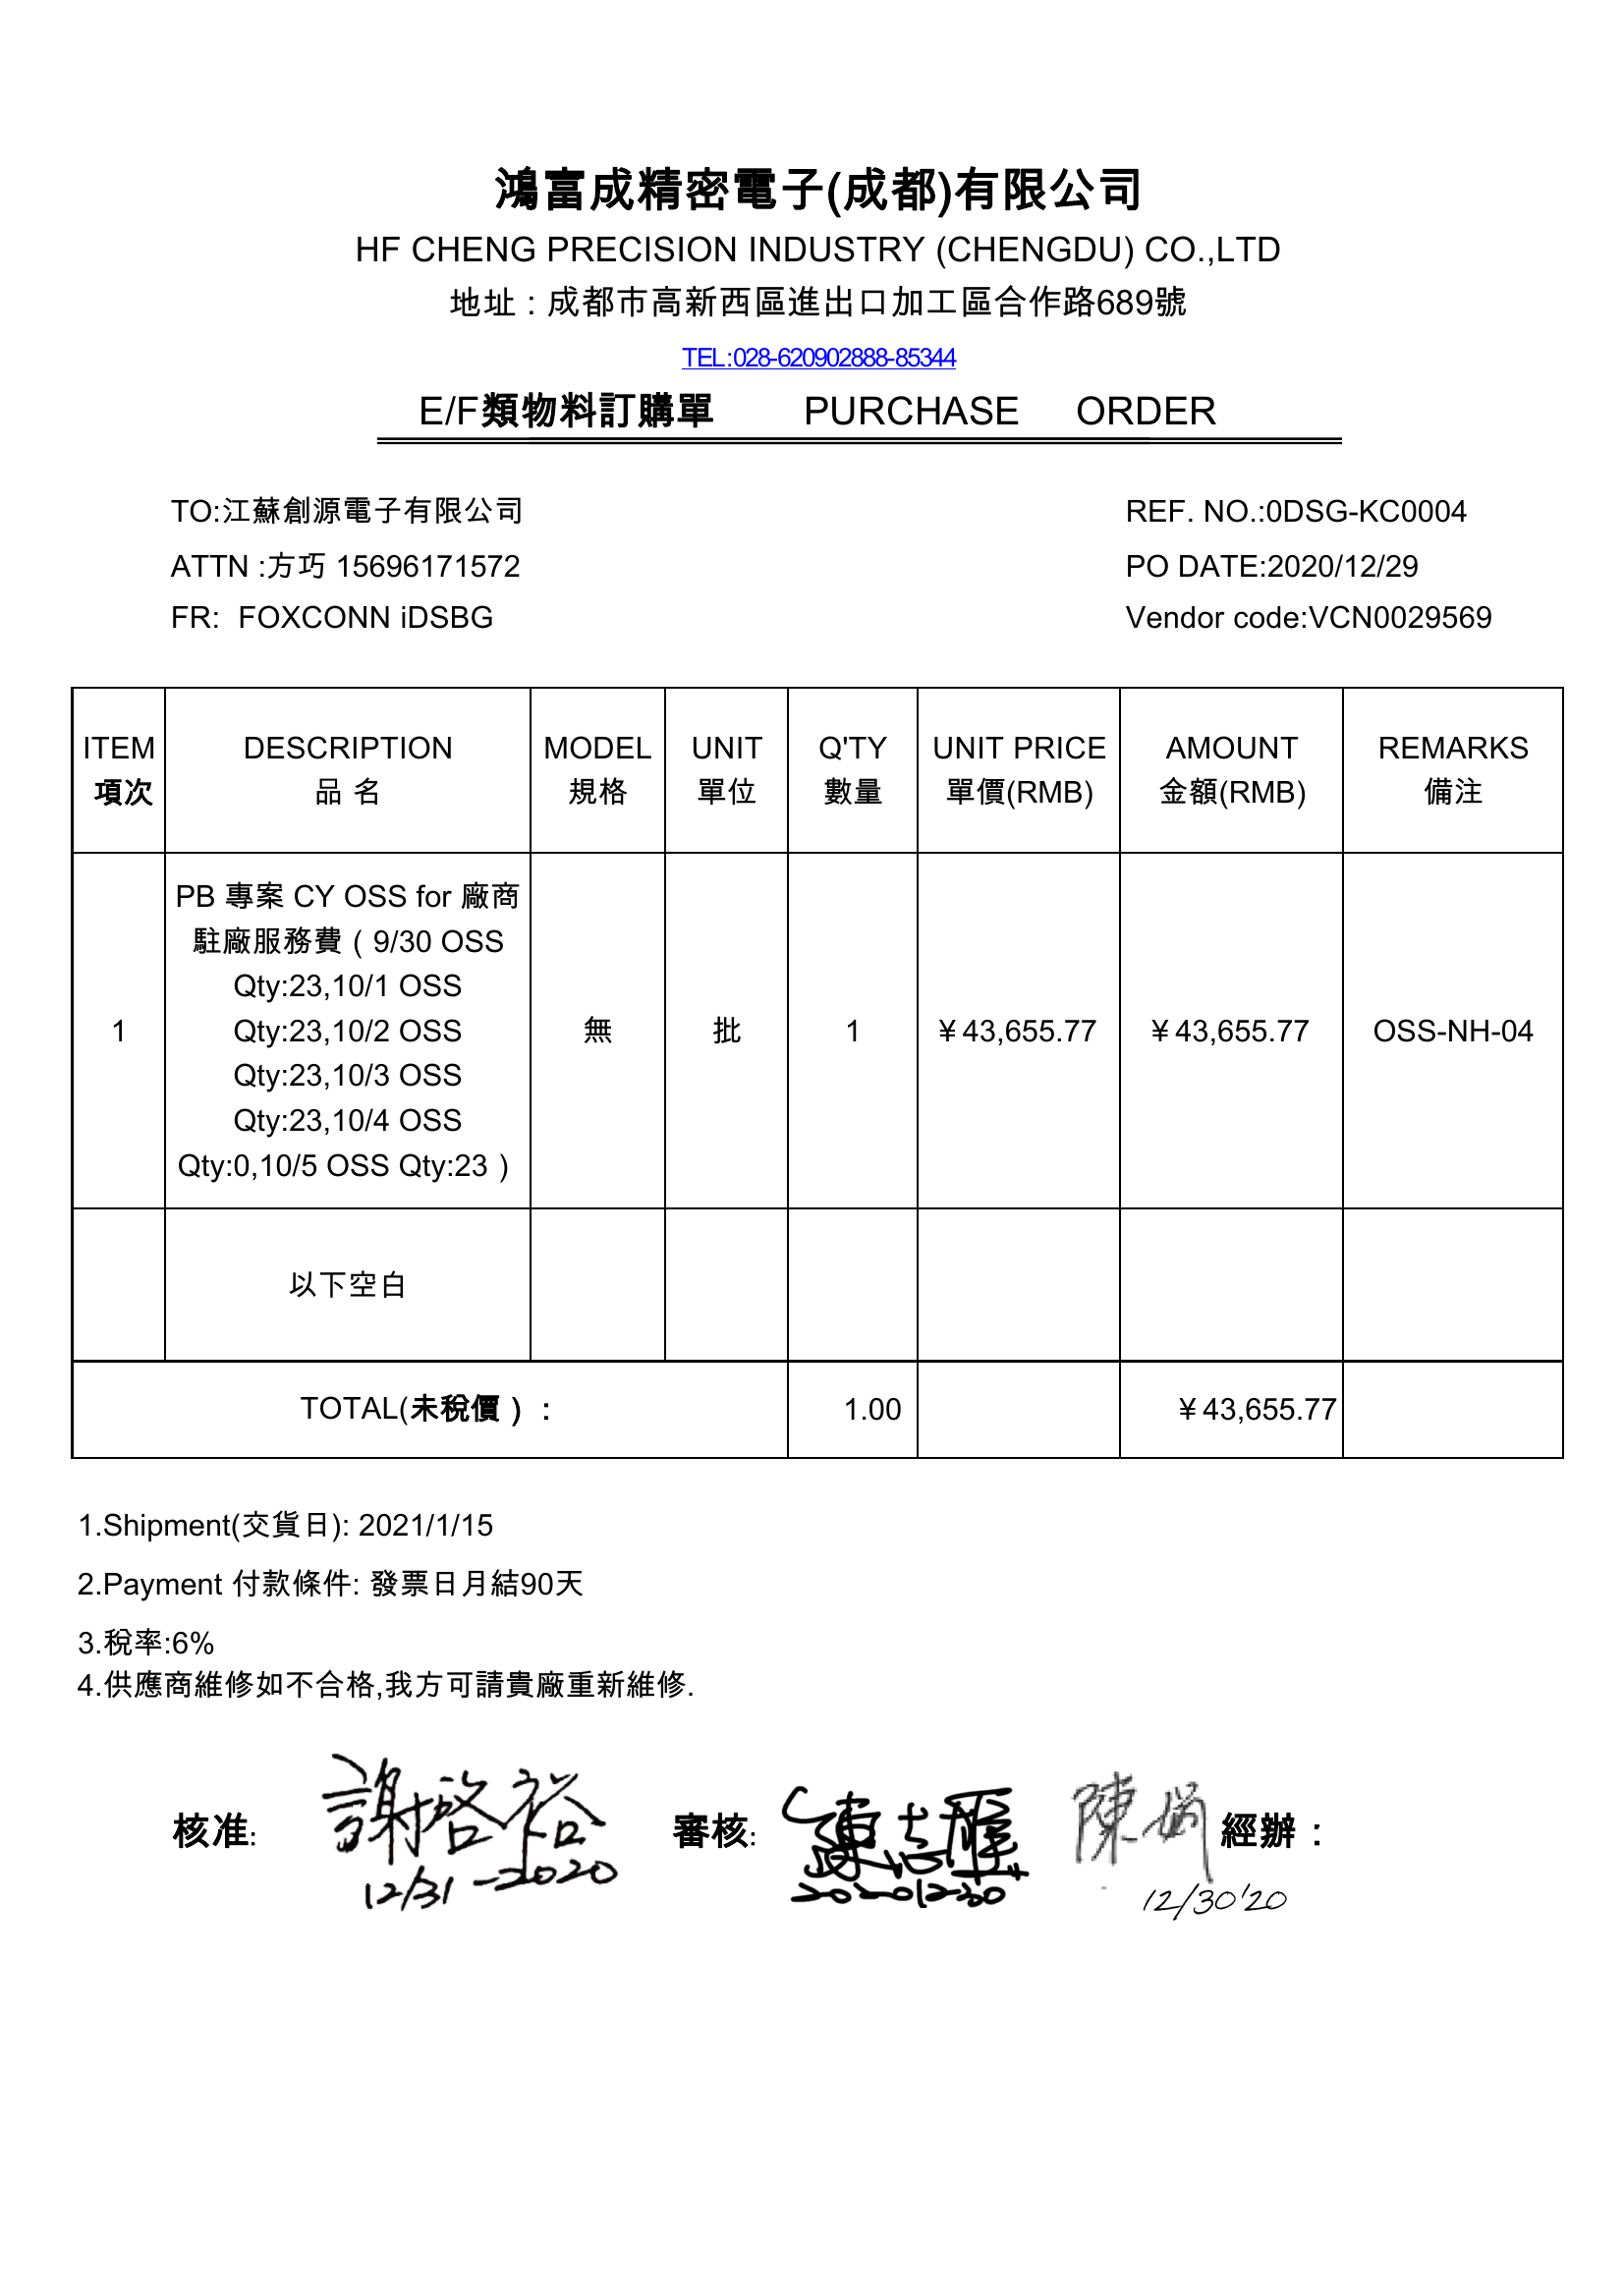 鴻富成精密電子(成都)有限公司
HF CHENG PRECISION INDUSTRY (CHENGDU) CO.,LTD
地址：成都市高新西區進出口加工區合作路689號
TEL:028-620902888-85344
E/F類物料訂購單 PURCHASE ORDER
TO:江蘇創源電子有限公司 REF. NO.:0DSG-KC0004
ATTN :方巧 15696171572 PO DATE:2020/12/29
FR: FOXCONN iDSBG Vendor code:VCN0029569
ITEM DESCRIPTION MODEL UNIT Q'TY UNIT PRICE AMOUNT REMARKS
項次 品 名 規格 單位 數量 單價(RMB) 金額(RMB) 備注
PB 專案 CY OSS for 廠商
駐廠服務費（9/30 OSS
Qty:23,10/1 OSS
1 Qty:23,10/2 OSS 無 批 1 ¥43,655.77 ¥43,655.77 OSS-NH-04
Qty:23,10/3 OSS
Qty:23,10/4 OSS
Qty:0,10/5 OSS Qty:23）
以下空白
TOTAL(未稅價）： 1.00 ¥43,655.77
1.Shipment(交貨日): 2021/1/15
2.Payment 付款條件: 發票日月結90天
3.稅率:6%
4.供應商維修如不合格,我方可請貴廠重新維修.
核准: 謝啓裕 審核: 陳 經辦：
12/31-2020 12/30'20